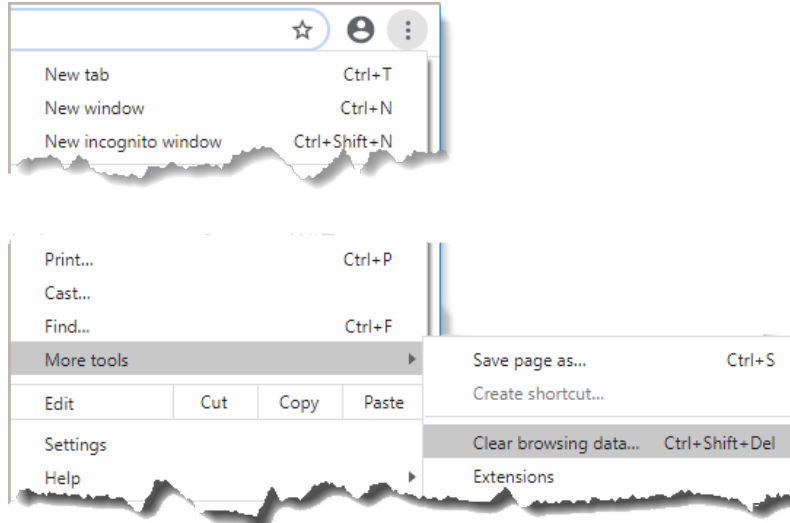 New tab Ctrl+T
New window Ctrl+N
New incognito window Ctrl+Shift+N
Print... Ctrl+P
Cast...
Find... Ctrl+F
More tools
Edit Cut Copy Paste
Settings
Help
Save page as... Ctrl+S
Create shortcut...
Clear browsing data... Ctrl+Shift+Del
Extensions